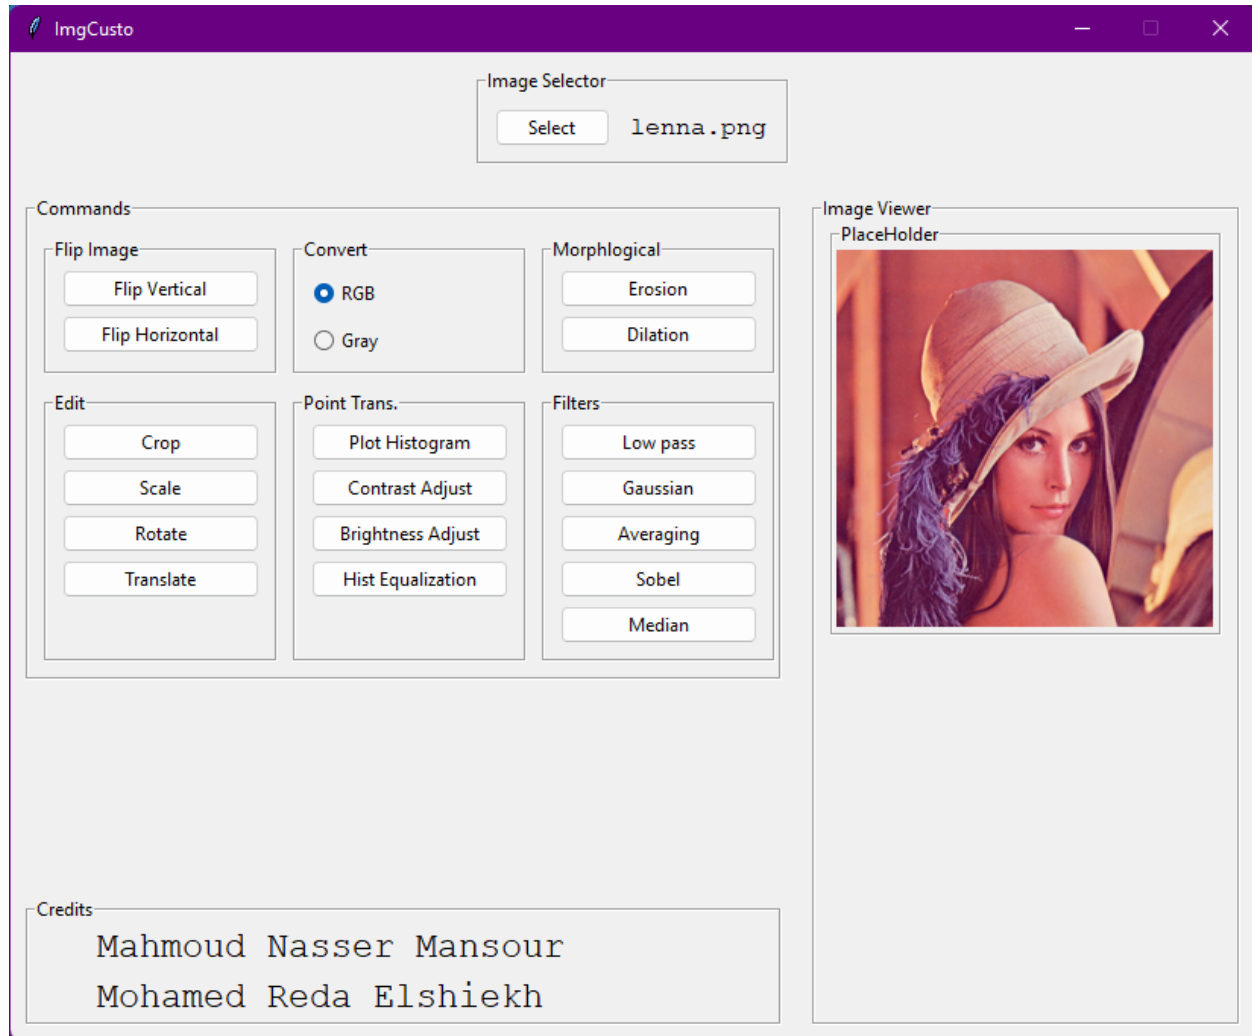 ImgCusto
Image Selector
Select lenna.png
Commands
Flip Image
Flip Vertical
Flip Horizontal
Convert
RGB
Gray
Morphlogical
Erosion
Dilation
Edit
Crop
Scale
Rotate
Translate
Point Trans.
Plot Histogram
Contrast Adjust
Brightness Adjust
Hist Equalization
Filters
Low pass
Gaussian
Averaging
Sobel
Median
Image Viewer
PlaceHolder
Credits
Mahmoud Nasser Mansour
Mohamed Reda Elshiekh